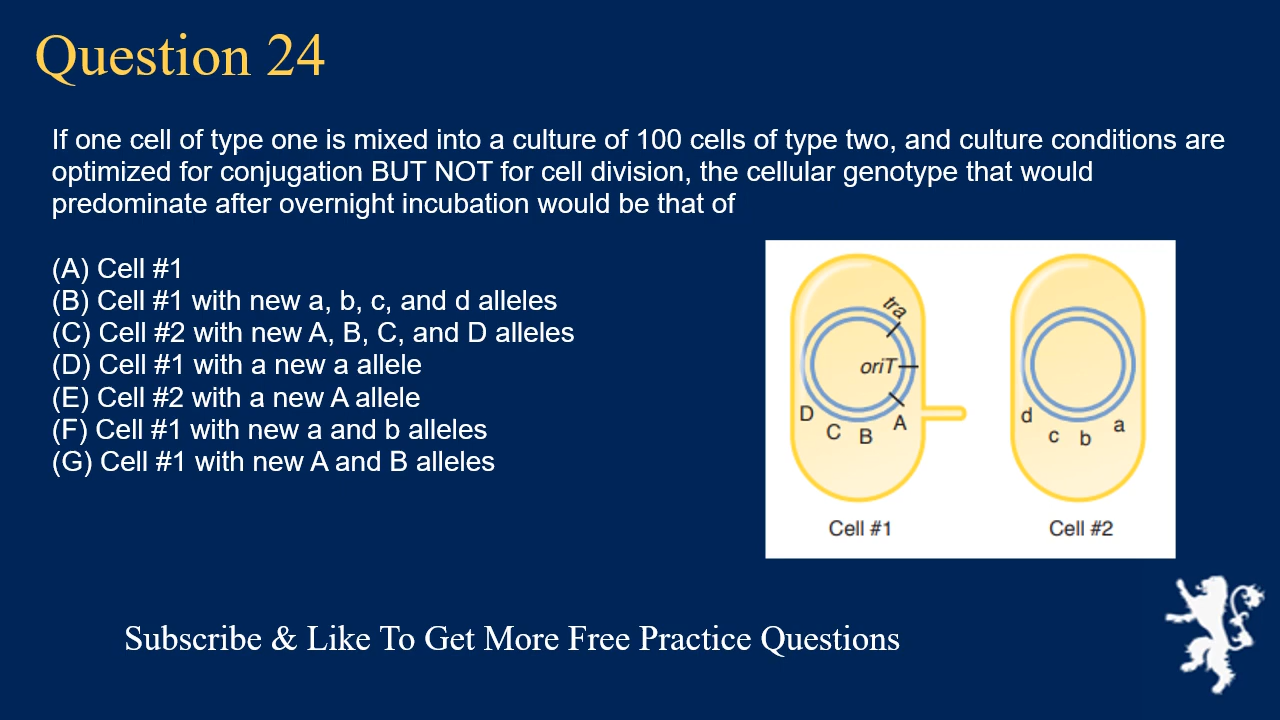 Question 24
If one cell of type one is mixed into a culture of 100 cells of type two, and culture conditions are
optimized for conjugation BUT NOT for cell division, the cellular genotype that would
predominate after overnight incubation would be that of
(A) Cell #1
(B) Cell #1 with new a, b, c, and d alleles
(C) Cell #2 with new A, B, C, and D alleles
(D) Cell #1 with a new a allele
(E) Cell #2 with a new A allele
(F) Cell #1 with new a and b alleles
(G) Cell #1 with new A and B alleles
tra
oriT
D
C
B
A
d
c
b
a
Cell #1
Cell #2
Subscribe & Like To Get More Free Practice Questions